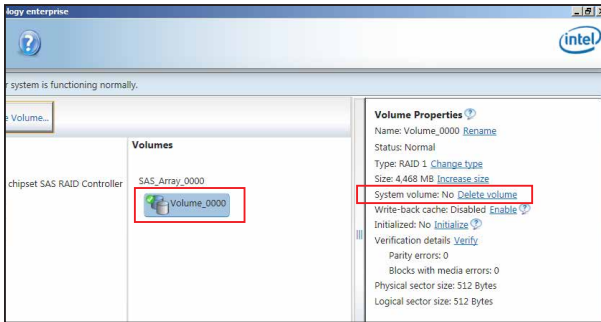 ology enterprise
intel
r system is functioning normally.
e Volume...
Volumes
chipset SAS RAID Controller
SAS_Array_0000
Volume_0000
Volume Properties
Name: Volume_0000 Rename
Status: Normal
Type: RAID 1 Change type
Size: 4,468 MB Increase size
System volume: No Delete volume
Write-back cache: Disabled Enable
Initialized: No Initialize
Verification details Verify
Parity errors: 0
Blocks with media errors: 0
Physical sector size: 512 Bytes
Logical sector size: 512 Bytes